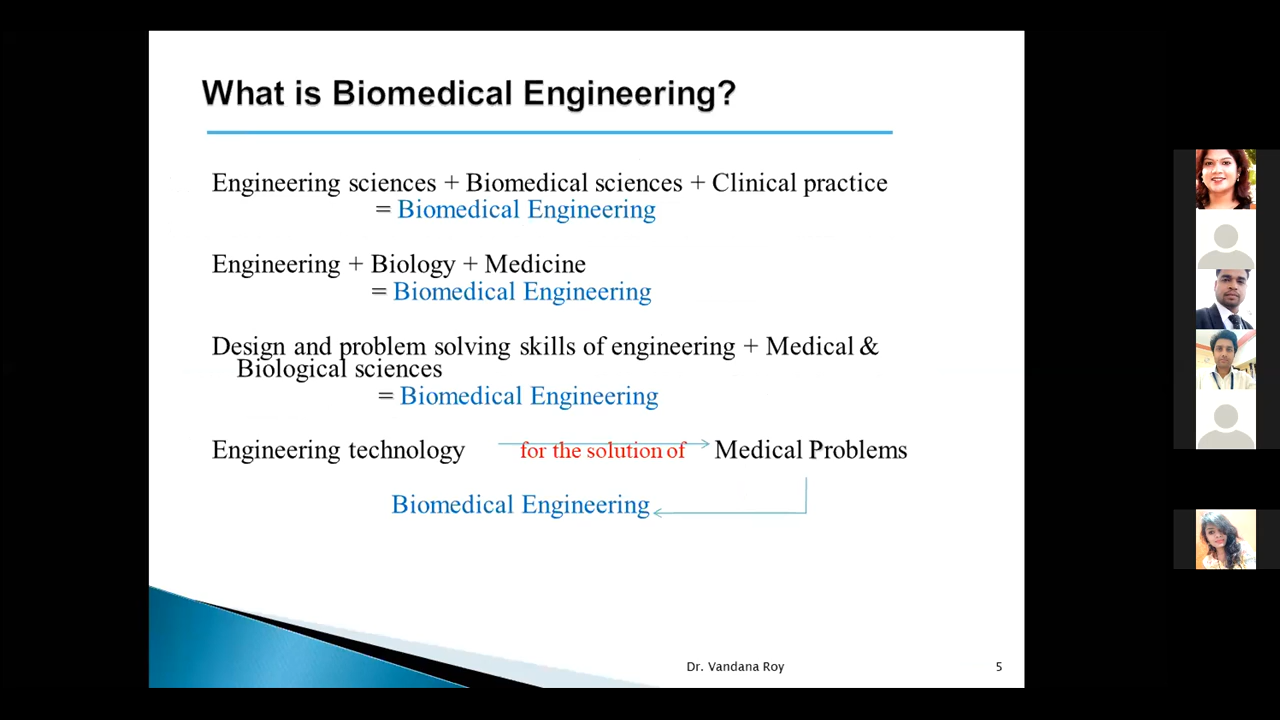 What is Biomedical Engineering?
Engineering sciences + Biomedical sciences + Clinical practice
= Biomedical Engineering
Engineering + Biology + Medicine
= Biomedical Engineering
Design and problem solving skills of engineering + Medical &
Biological sciences
= Biomedical Engineering
Engineering technology for the solution of Medical Problems
Biomedical Engineering
Dr. Vandana Roy 5